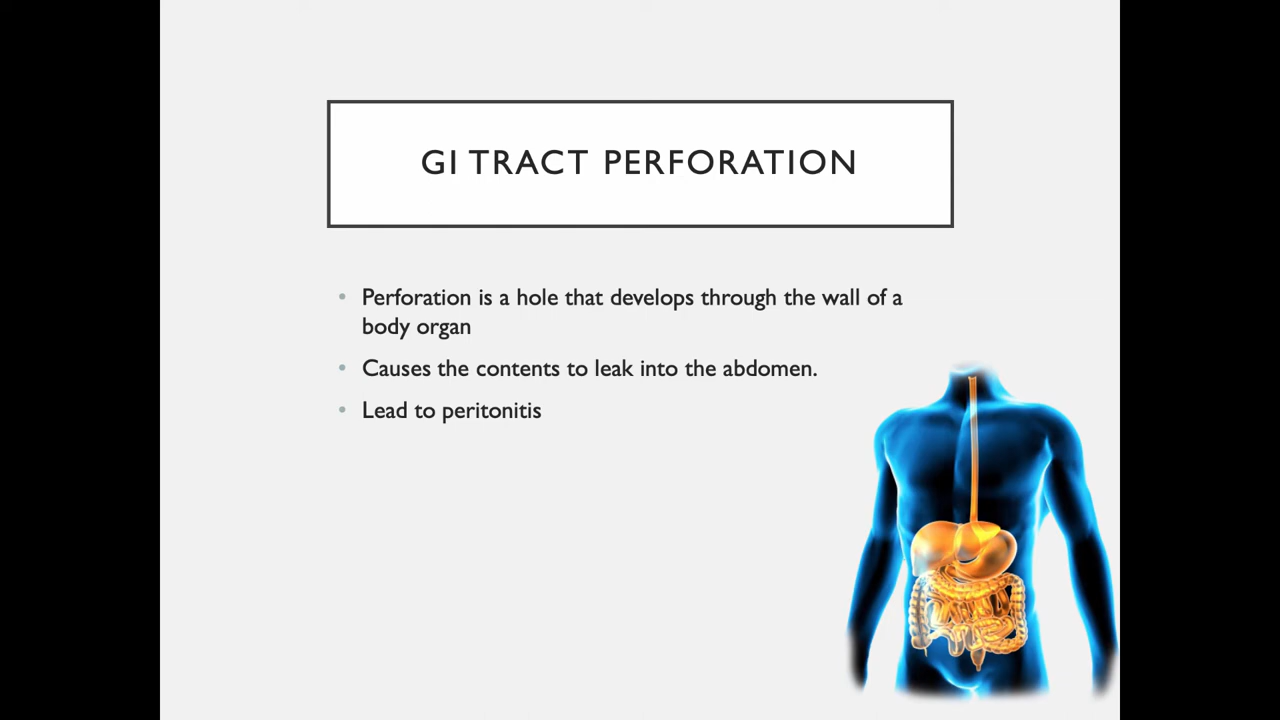 GI TRACT PERFORATION
• Perforation is a hole that develops through the wall of a
body organ
• Causes the contents to leak into the abdomen.
• Lead to peritonitis